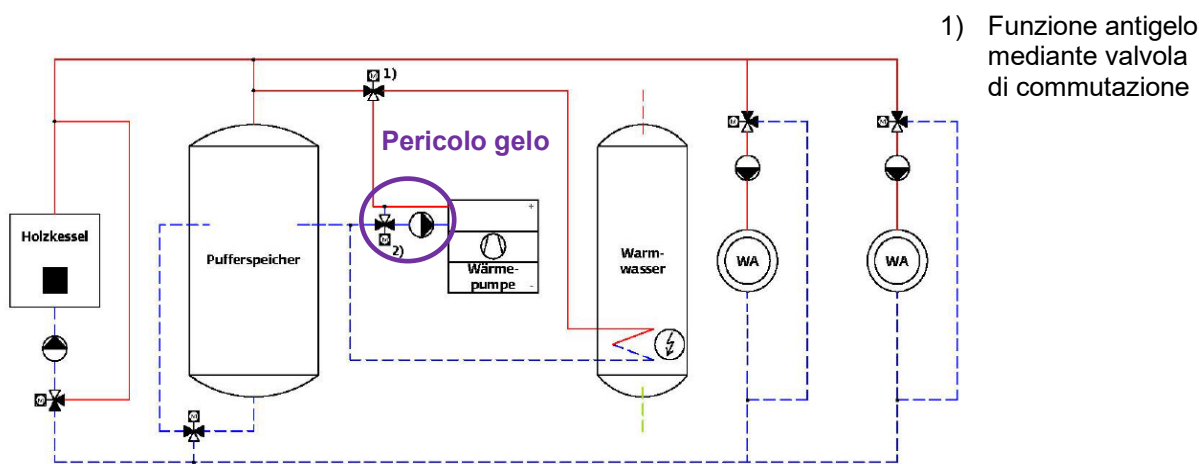 1) Funzione antigelo
mediante valvola
di commutazione
M 1)
Pericolo gelo
M
M
+
Holzkessel
M 2)
Pufferspeicher
Wärme-
pumpe
-
Warm-
wasser
WA
WA
M
M